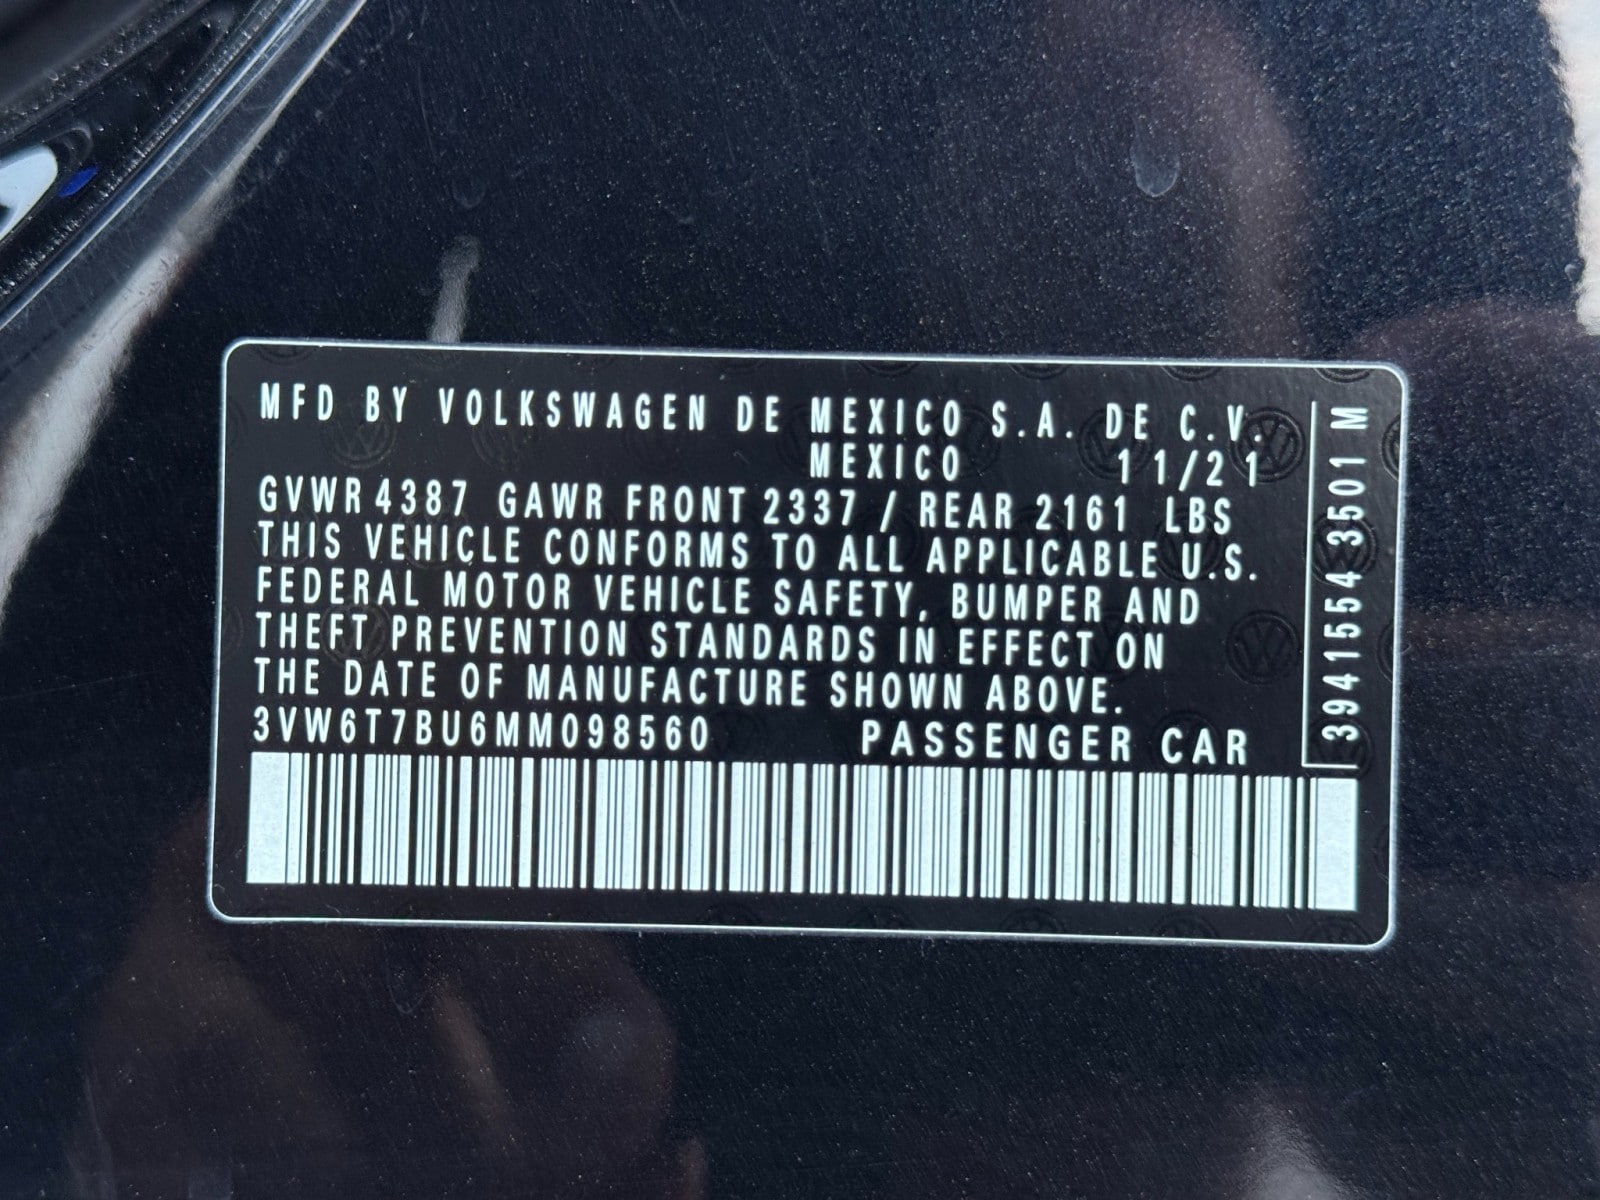 MFD BY VOLKSWAGEN DE MEXICO S.A. DE C.V.
MEXICO 11/21
GVWR 4387 GAWR FRONT 2337 / REAR 2161 LBS
THIS VEHICLE CONFORMS TO ALL APPLICABLE U.S.
FEDERAL MOTOR VEHICLE SAFETY, BUMPER AND
THEFT PREVENTION STANDARDS IN EFFECT ON
THE DATE OF MANUFACTURE SHOWN ABOVE.
3VW6T7BU6MM098560 PASSENGER CAR
3941554 3501 M